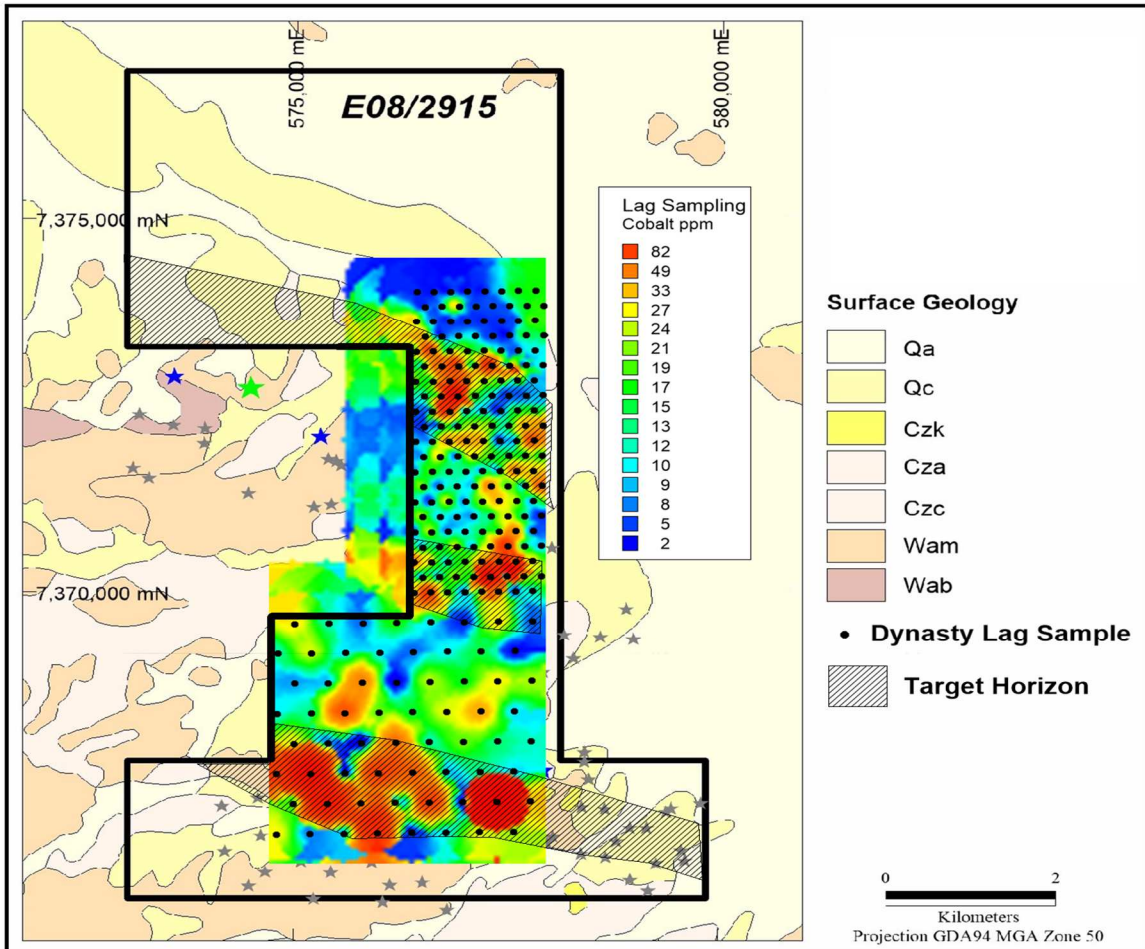 575,000 mE
580,000 mE
E08/2915
7,375,000 mN
7,370,000 mN
Lag Sampling
Cobalt ppm
82
49
33
27
24
21
19
17
15
13
12
10
9
8
5
2
Surface Geology
Qa
Qc
Czk
Cza
Czc
Wam
Wab
Dynasty Lag Sample
Target Horizon
0 2
Kilometers
Projection GDA94 MGA Zone 50